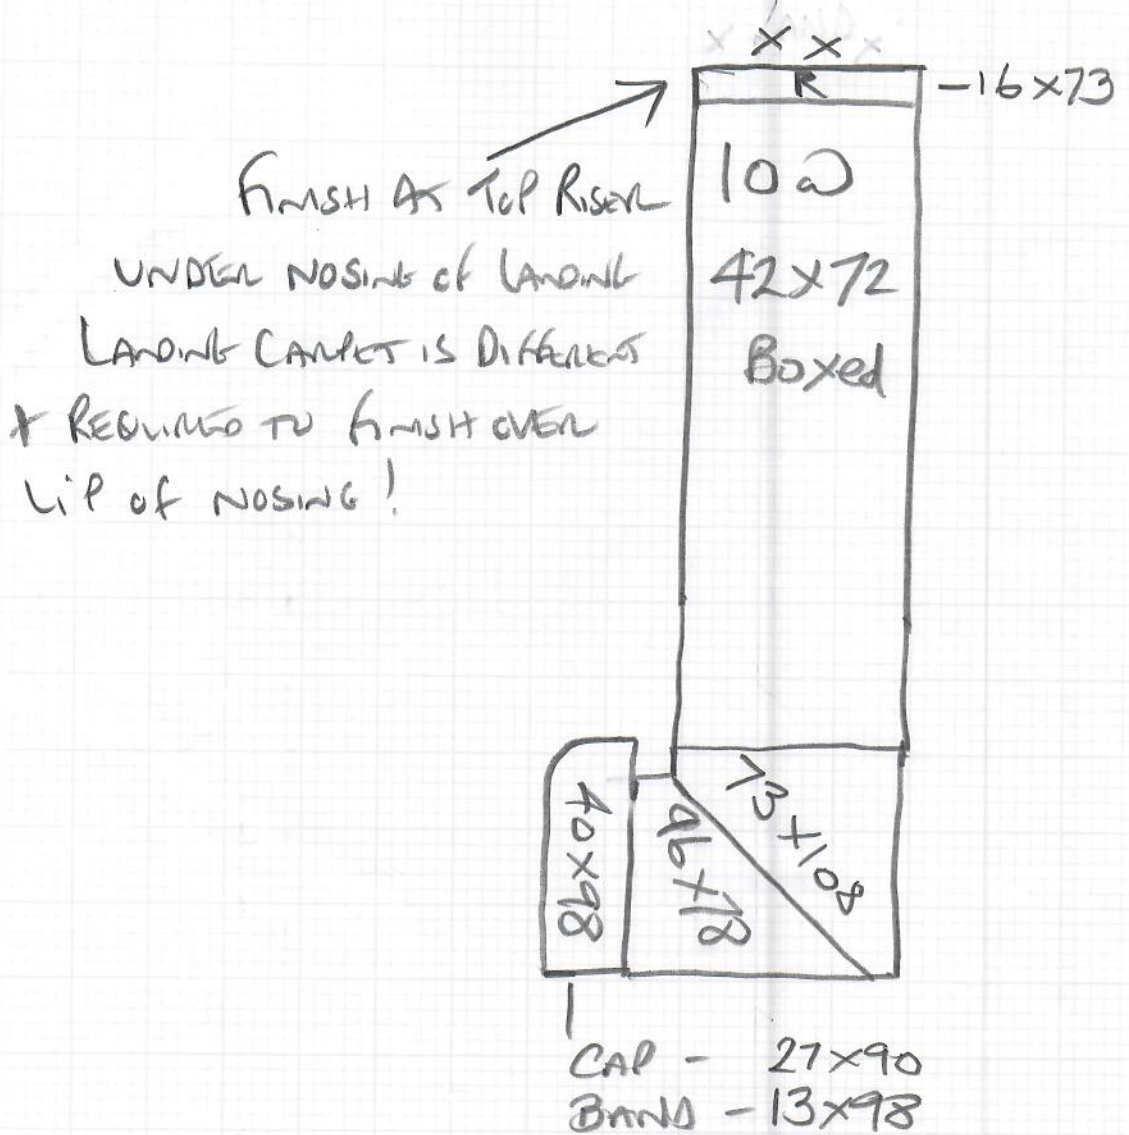 X X X X
R
-16x73
FINISH AT TOP RISER
UNDER NOSING of LANDING
LANDING CARPET IS DIFFERENT
+ REQUIRED TO FINISH OVER
LIP of NOSING!
10 @
42x72
Boxed
73x108
96x78
40x98
CAP - 27x90
BAND - 13x98